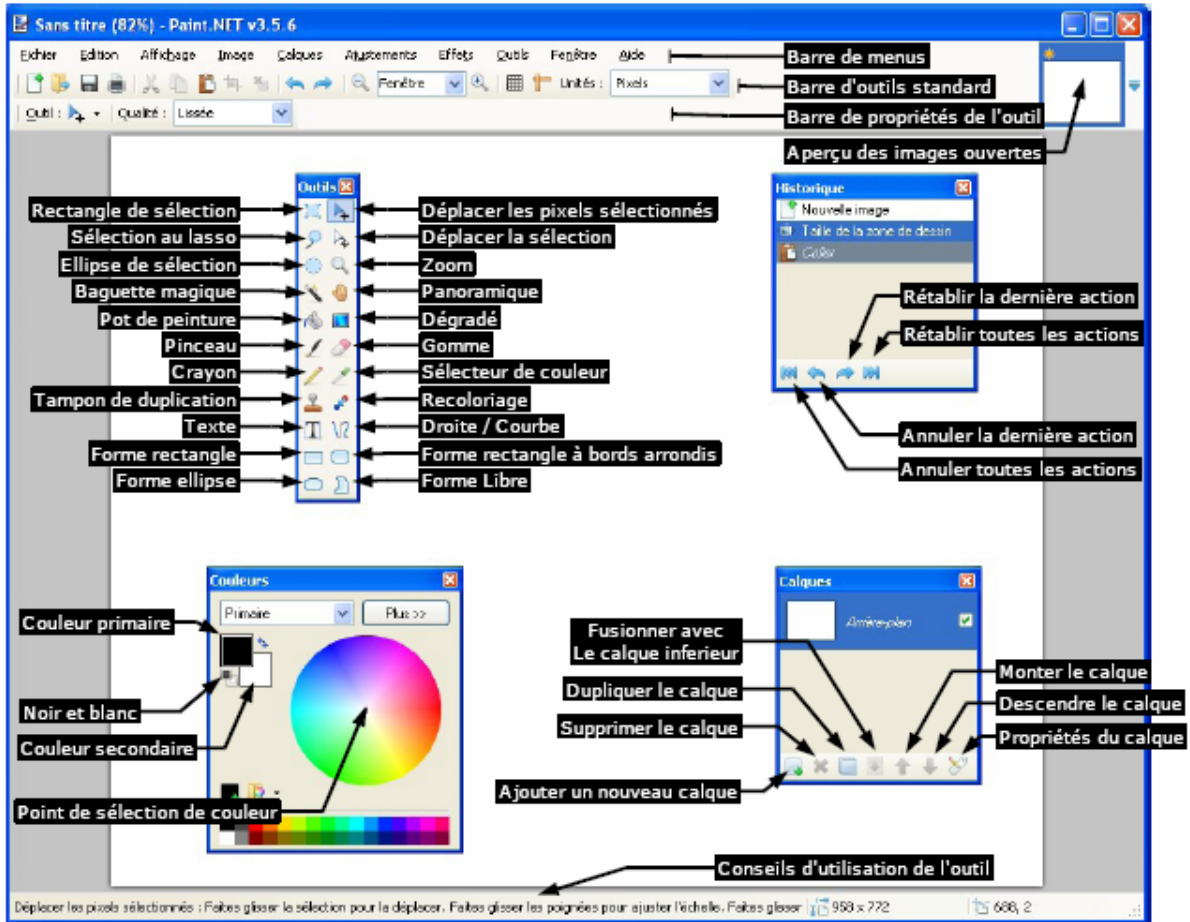 Sans titre (82%) - Paint.NET v3.5.6
Fichier Edition Affichage Image Calques Ajustements Effets Outils Fenêtre Aide
Barre de menus
Fenêtre Unités : Pixels
Barre d'outils standard
Outil : Qualité : Lissée
Barre de propriétés de l'outil
Aperçu des images ouvertes
Outils
Rectangle de sélection
Déplacer les pixels sélectionnés
Sélection au lasso
Déplacer la sélection
Ellipse de sélection
Zoom
Baguette magique
Panoramique
Pot de peinture
Dégradé
Pinceau
Gomme
Crayon
Sélecteur de couleur
Tampon de duplication
Recoloriage
Texte
Droite / Courbe
Forme rectangle
Forme rectangle à bords arrondis
Forme ellipse
Forme Libre
Historique
Nouvelle image
Taille de la zone de dessin
Coller
Rétablir la dernière action
Rétablir toutes les actions
Annuler la dernière action
Annuler toutes les actions
Couleurs
Primaire Plus >>
Couleur primaire
Noir et blanc
Couleur secondaire
Point de sélection de couleur
Calques
Arrière-plan
Fusionner avec
Le calque inferieur
Dupliquer le calque
Supprimer le calque
Ajouter un nouveau calque
Monter le calque
Descendre le calque
Propriétés du calque
Conseils d'utilisation de l'outil
Déplacer les pixels sélectionnés : Faites glisser la sélection pour la déplacer. Faites glisser les poignées pour ajuster l'échelle. Faites glisser 958 x 772 688, 2